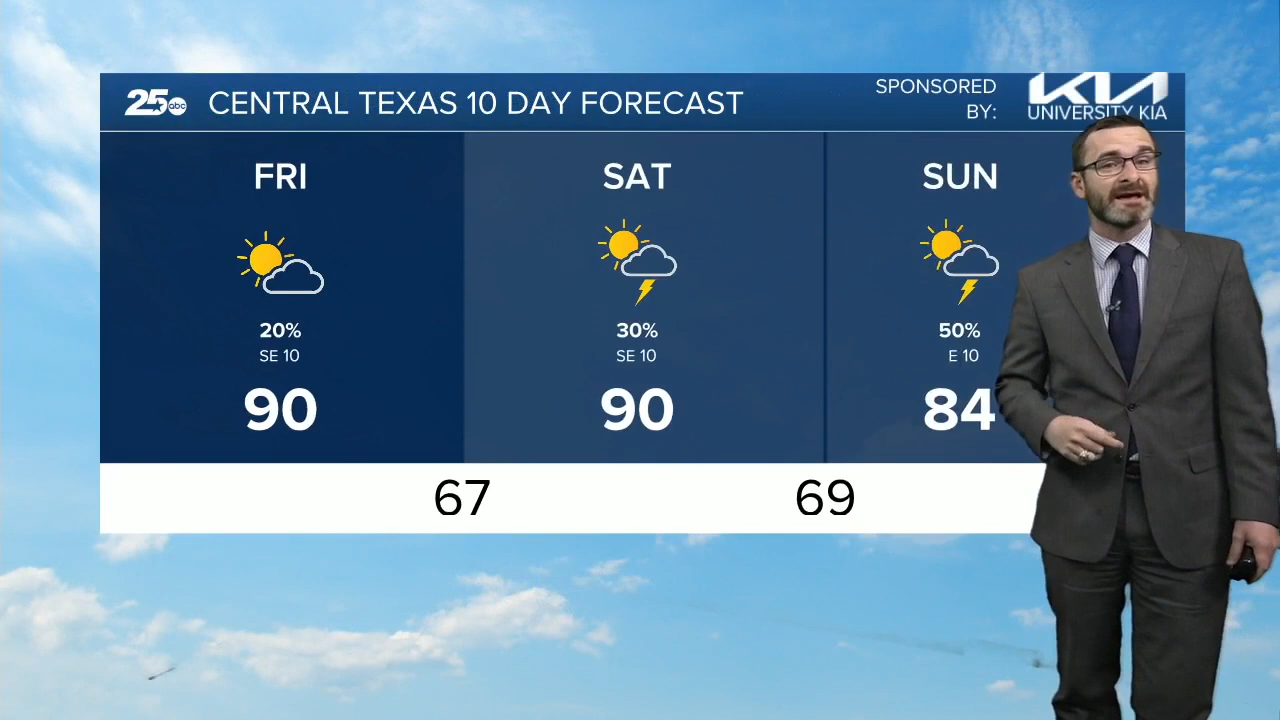 25 abc
CENTRAL TEXAS 10 DAY FORECAST
SPONSORED
BY:
KIA
UNIVERSITY KIA
FRI
SAT
SUN
20%
30%
50%
SE 10
SE 10
E 10
90
90
84
67
69